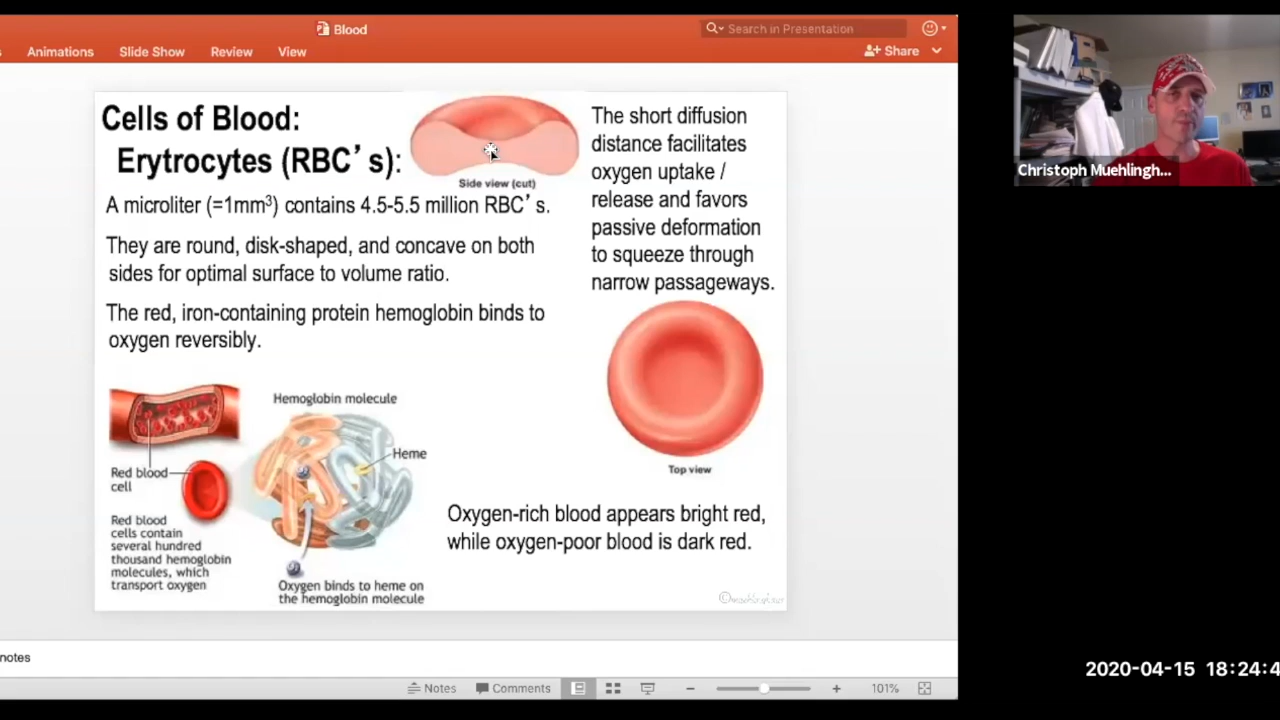 Blood
Search in Presentation
Animations
Slide Show
Review
View
Share
Cells of Blood:
Erytrocytes (RBC's):
Side view (cut)
A microliter (=1mm³) contains 4.5-5.5 million RBC's.
They are round, disk-shaped, and concave on both
sides for optimal surface to volume ratio.
The red, iron-containing protein hemoglobin binds to
oxygen reversibly.
The short diffusion
distance facilitates
oxygen uptake /
release and favors
passive deformation
to squeeze through
narrow passageways.
Top view
Hemoglobin molecule
Heme
Red blood
cell
Red blood
cells contain
several hundred
thousand hemoglobin
molecules, which
transport oxygen
Oxygen binds to heme on
the hemoglobin molecule
Oxygen-rich blood appears bright red,
while oxygen-poor blood is dark red.
notes
Notes
Comments
101%
Christoph Muehlingh...
2020-04-15 18:24:4